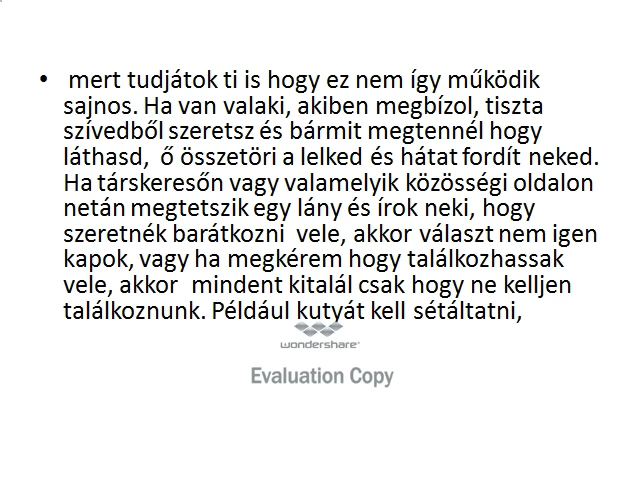 • mert tudjátok ti is hogy ez nem így működik
sajnos. Ha van valaki, akiben megbízol, tiszta
szívedből szeretsz és bármit megtennél hogy
láthasd, ő összetöri a lelked és hátat fordít neked.
Ha társkeresőn vagy valamelyik közösségi oldalon
netán megtetszik egy lány és írok neki, hogy
szeretnék barátkozni vele, akkor választ nem igen
kapok, vagy ha megkérem hogy találkozhassak
vele, akkor mindent kitalál csak hogy ne kelljen
találkoznunk. Például kutyát kell sétáltatni,
wondershare
Evaluation Copy